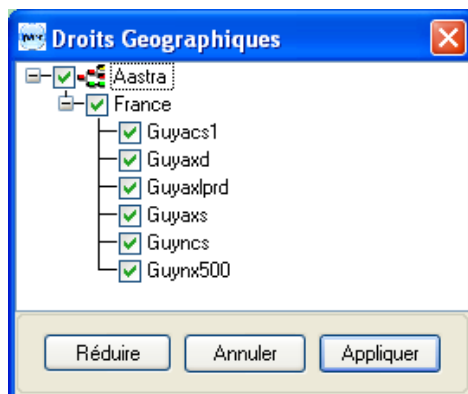 Droits Geographiques
Aastra
France
Guyacs1
Guyaxd
Guyaxlprd
Guyaxs
Guyncs
Guynx500
Réduire Annuler Appliquer